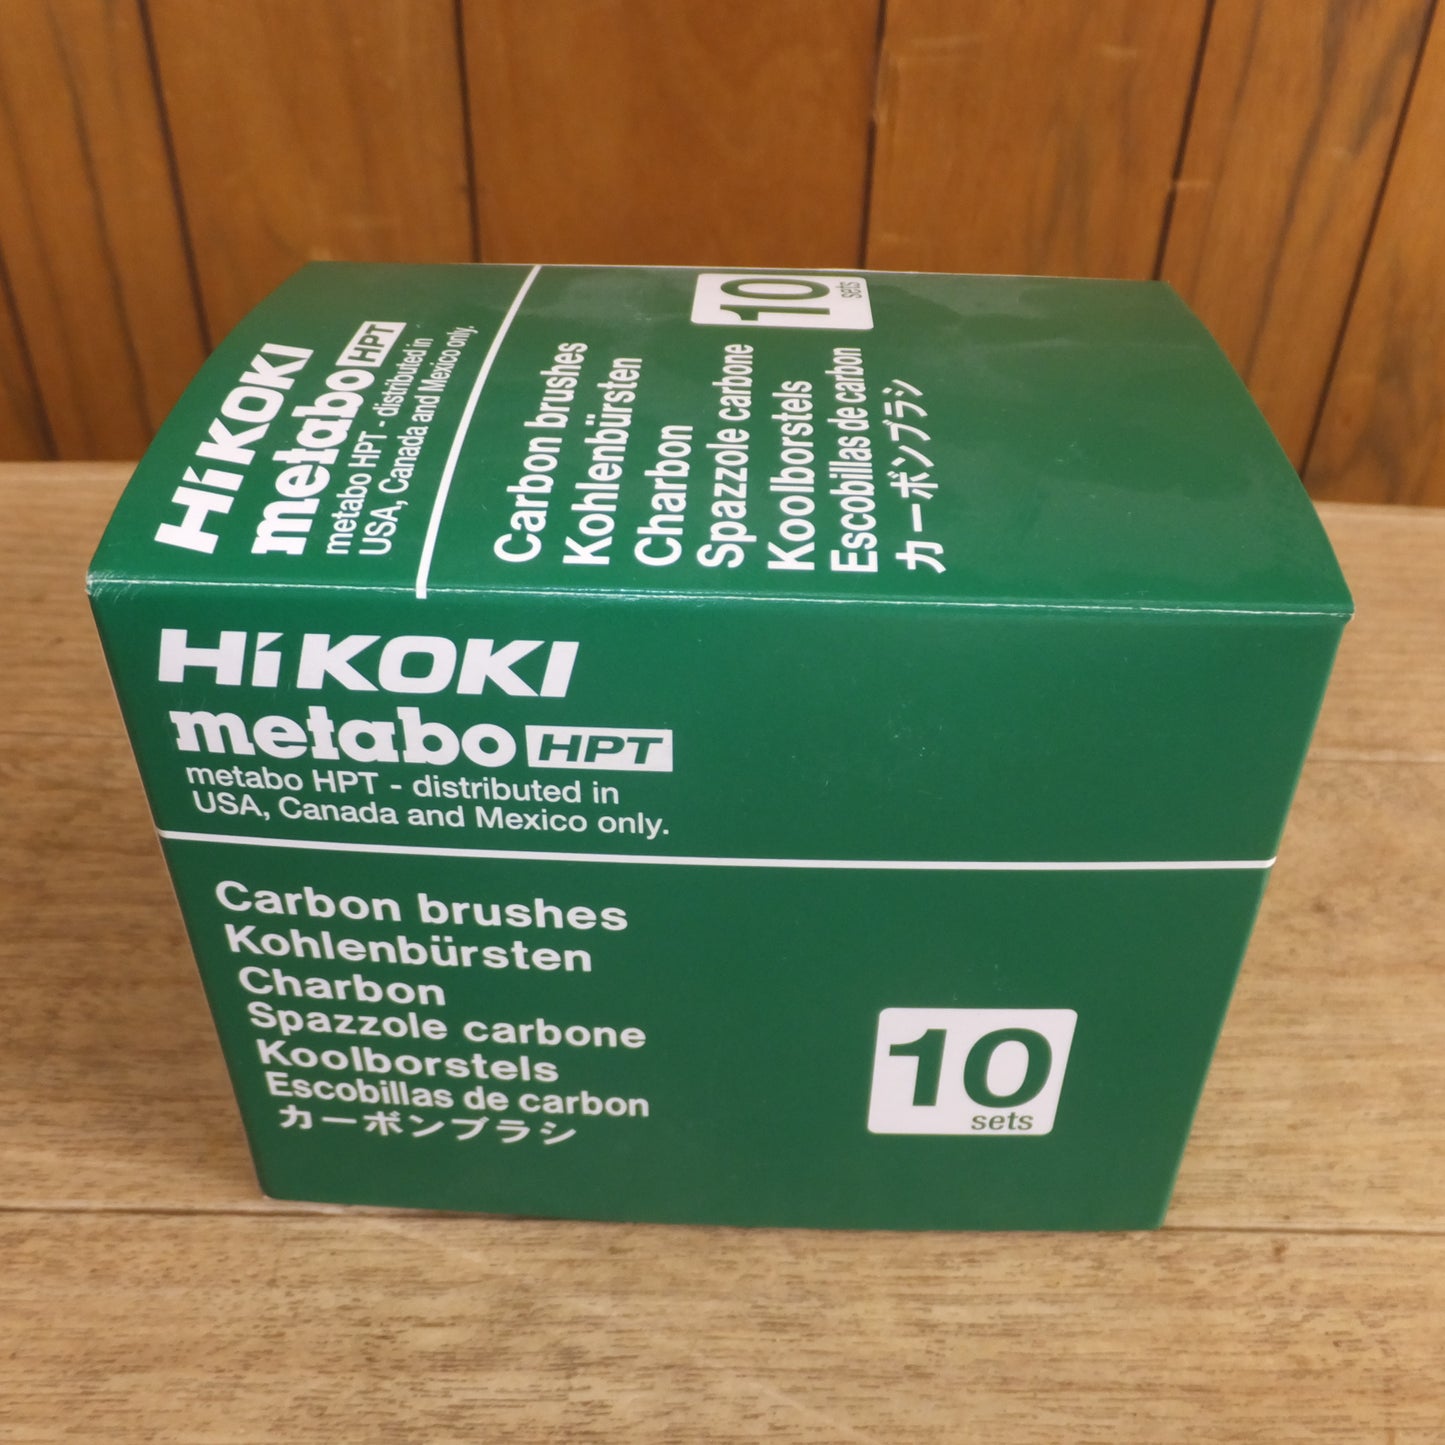 HiKOKI
metabo HPT
metabo HPT - distributed in
USA, Canada and Mexico only.
10
sets
Carbon brushes
Kohlenbürsten
Charbon
Spazzole carbone
Koolborstels
Escobillas de carbon
カーボンブラシ
HiKOKI
metabo HPT
metabo HPT - distributed in
USA, Canada and Mexico only.
Carbon brushes
Kohlenbürsten
Charbon
Spazzole carbone
Koolborstels
Escobillas de carbon
カーボンブラシ
10
sets